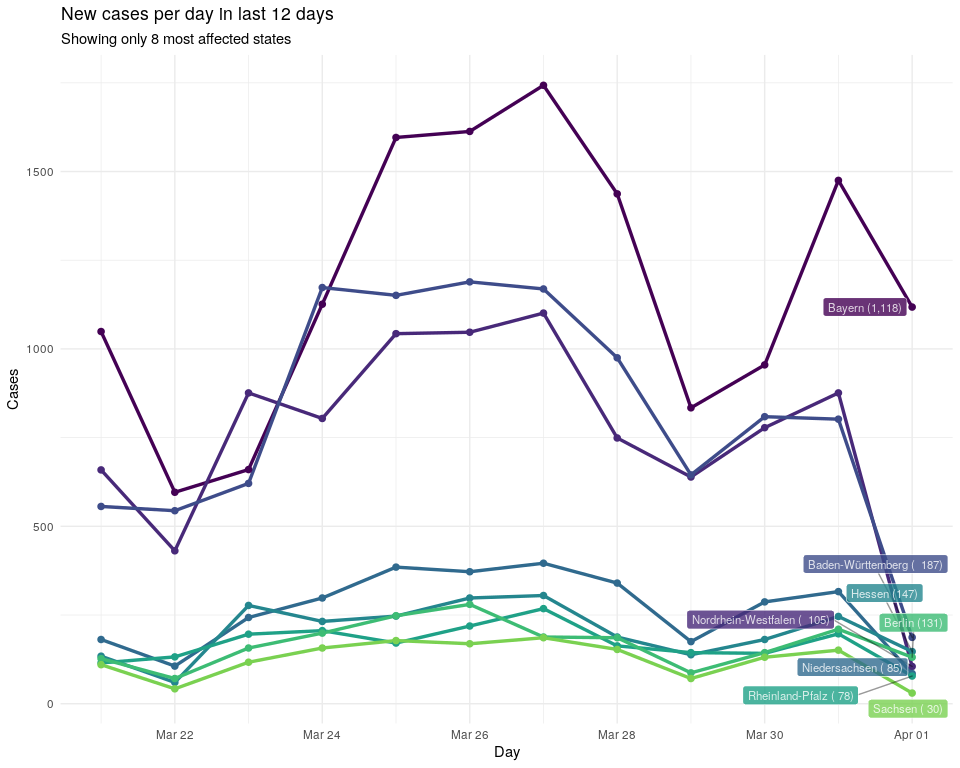 New cases per day in last 12 days
Showing only 8 most affected states
Cases
1500
1000
500
0
Bayern (1,118)
Baden-Württemberg (  187)
Hessen (147)
Nordrhein-Westfalen (  105)
Berlin (131)
Niedersachsen ( 85)
Rheinland-Pfalz ( 78)
Sachsen ( 30)
Mar 22
Mar 24
Mar 26
Mar 28
Mar 30
Apr 01
Day